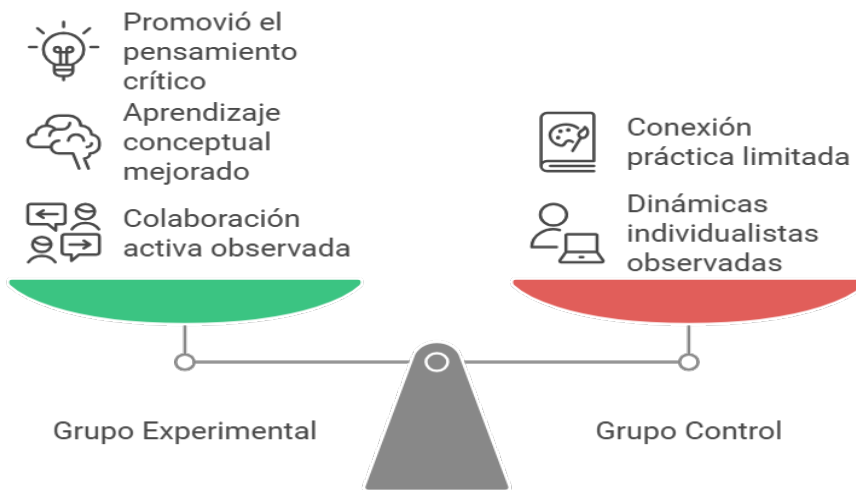 Promovió el
pensamiento
crítico
Aprendizaje
conceptual
mejorado
Colaboración
activa observada
Conexión
práctica limitada
Dinámicas
individualistas
observadas
Grupo Experimental
Grupo Control